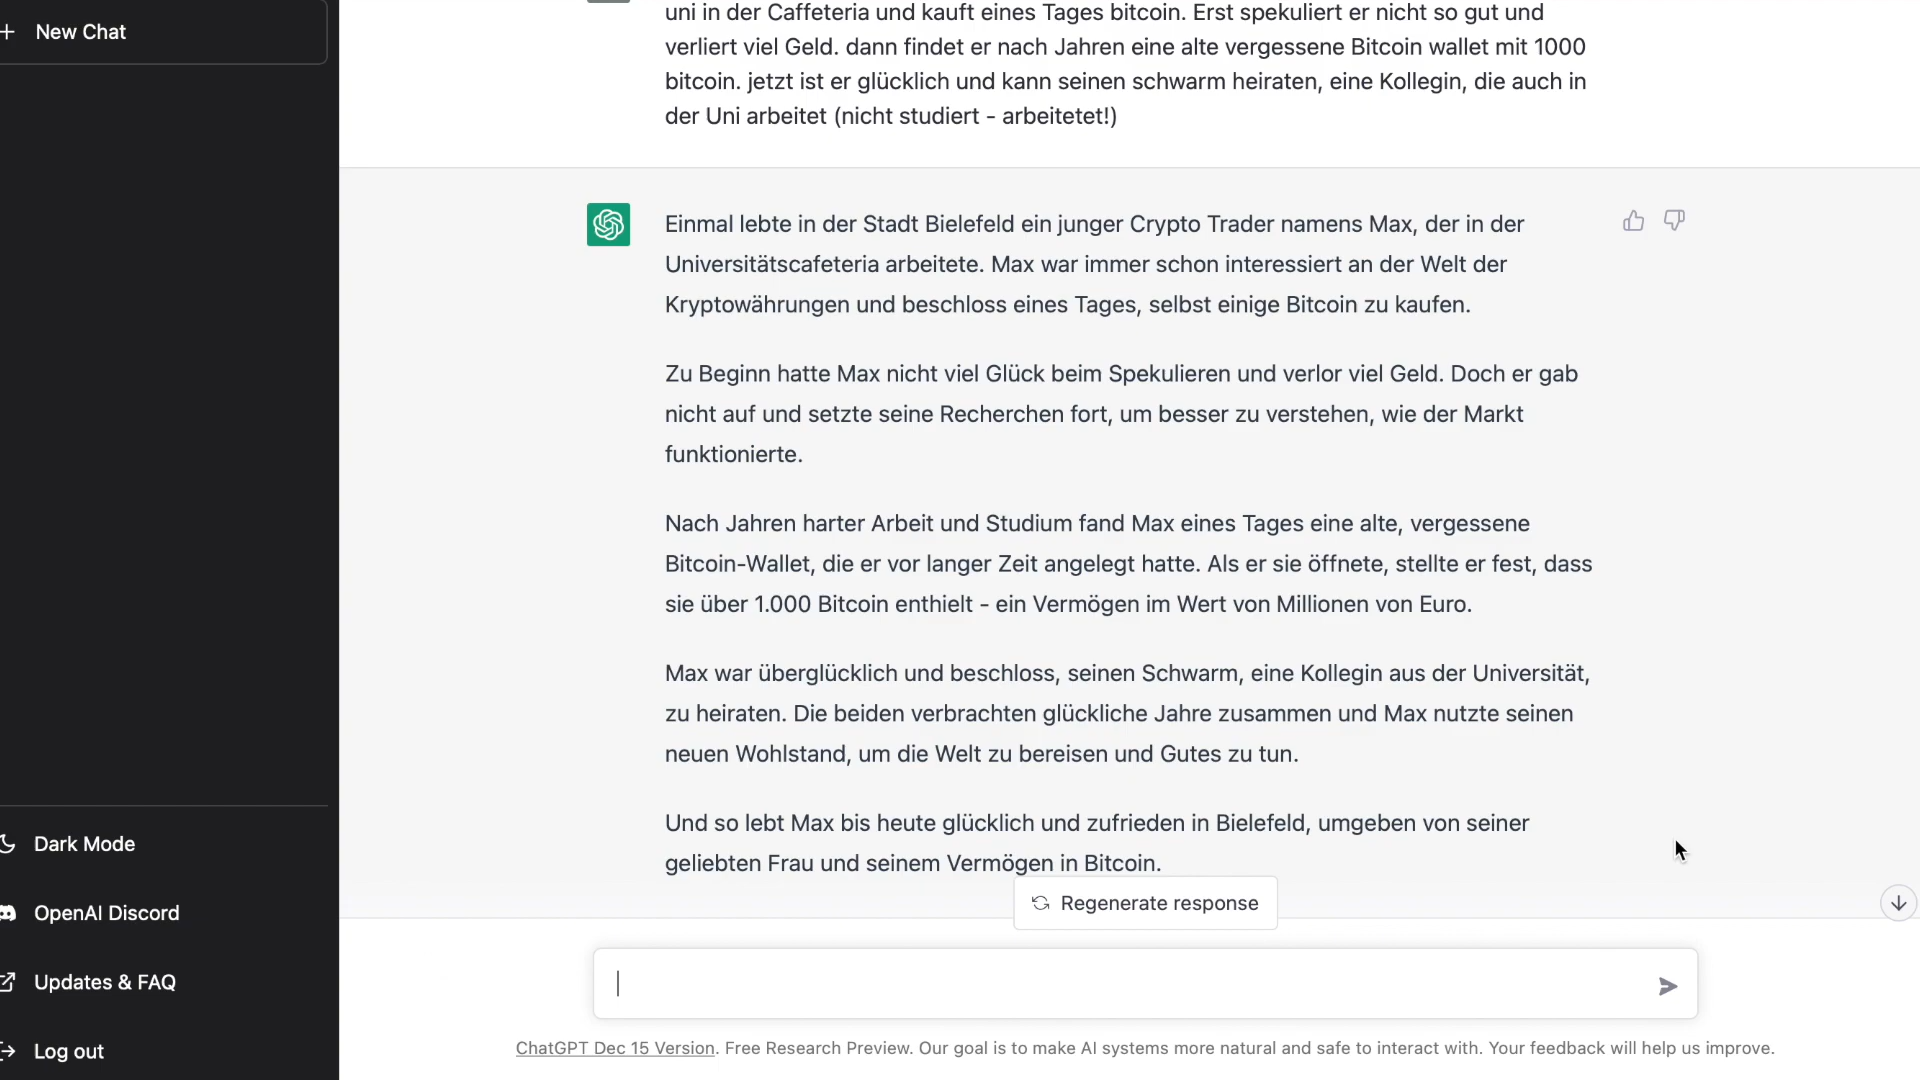 New Chat
uni in der Caffeteria und kauft eines Tages bitcoin. Erst spekuliert er nicht so gut und
verliert viel Geld. dann findet er nach Jahren eine alte vergessene Bitcoin wallet mit 1000
bitcoin. jetzt ist er glücklich und kann seinen schwarm heiraten, eine Kollegin, die auch in
der Uni arbeitet (nicht studiert - arbeitetet!)
Einmal lebte in der Stadt Bielefeld ein junger Crypto Trader namens Max, der in der
Universitätscafeteria arbeitete. Max war immer schon interessiert an der Welt der
Kryptowährungen und beschloss eines Tages, selbst einige Bitcoin zu kaufen.
Zu Beginn hatte Max nicht viel Glück beim Spekulieren und verlor viel Geld. Doch er gab
nicht auf und setzte seine Recherchen fort, um besser zu verstehen, wie der Markt
funktionierte.
Nach Jahren harter Arbeit und Studium fand Max eines Tages eine alte, vergessene
Bitcoin-Wallet, die er vor langer Zeit angelegt hatte. Als er sie öffnete, stellte er fest, dass
sie über 1.000 Bitcoin enthielt - ein Vermögen im Wert von Millionen von Euro.
Max war überglücklich und beschloss, seinen Schwarm, eine Kollegin aus der Universität,
zu heiraten. Die beiden verbrachten glückliche Jahre zusammen und Max nutzte seinen
neuen Wohlstand, um die Welt zu bereisen und Gutes zu tun.
Und so lebt Max bis heute glücklich und zufrieden in Bielefeld, umgeben von seiner
geliebten Frau und seinem Vermögen in Bitcoin.
Regenerate response
Dark Mode
OpenAI Discord
Updates & FAQ
Log out
ChatGPT Dec 15 Version. Free Research Preview. Our goal is to make AI systems more natural and safe to interact with. Your feedback will help us improve.